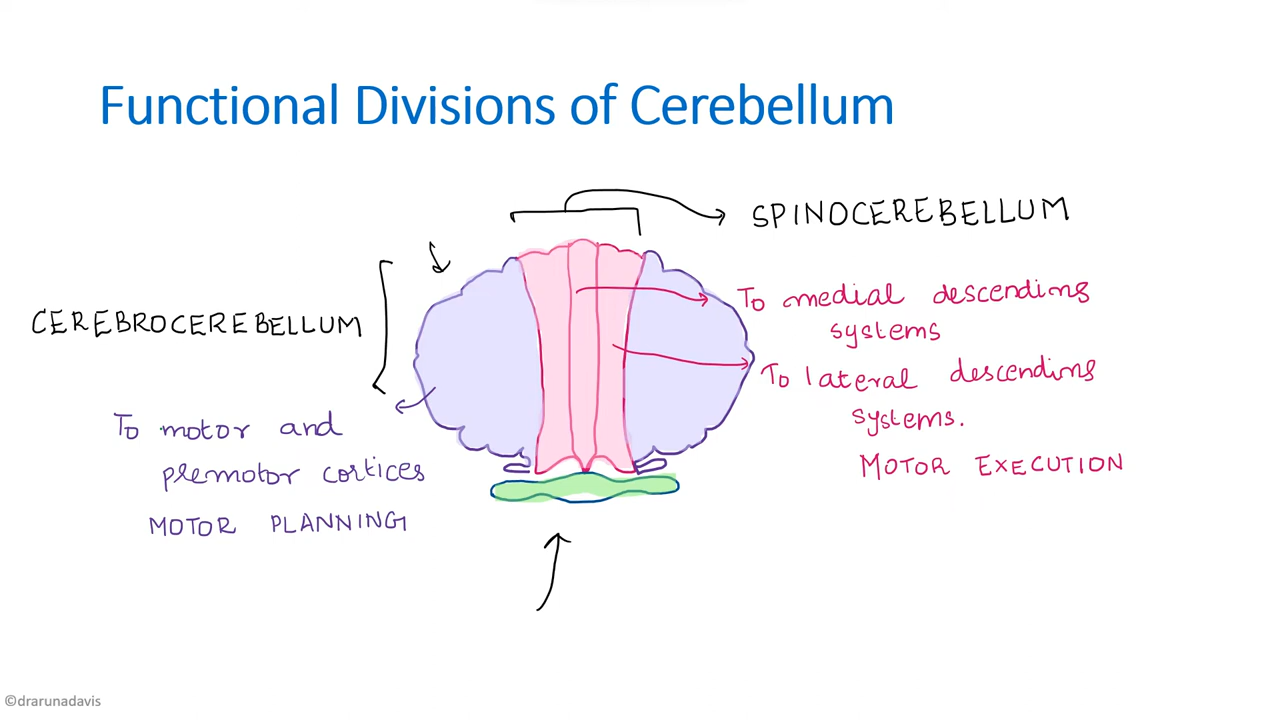 Functional Divisions of Cerebellum
SPINOCEREBELLUM
CEREBROCEREBELLUM
To medial descending
systems
To lateral descending
systems.
MOTOR EXECUTION
To motor and
premotor cortices
MOTOR PLANNING
©drarunadavis